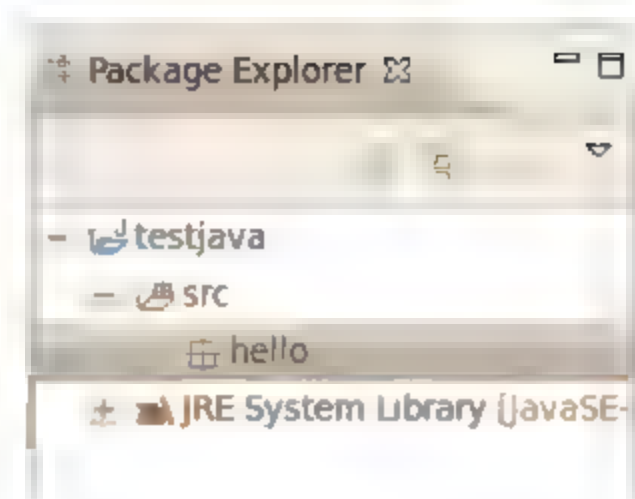 Package Explorer
testjava
src
hello
JRE System Library [JavaSE-